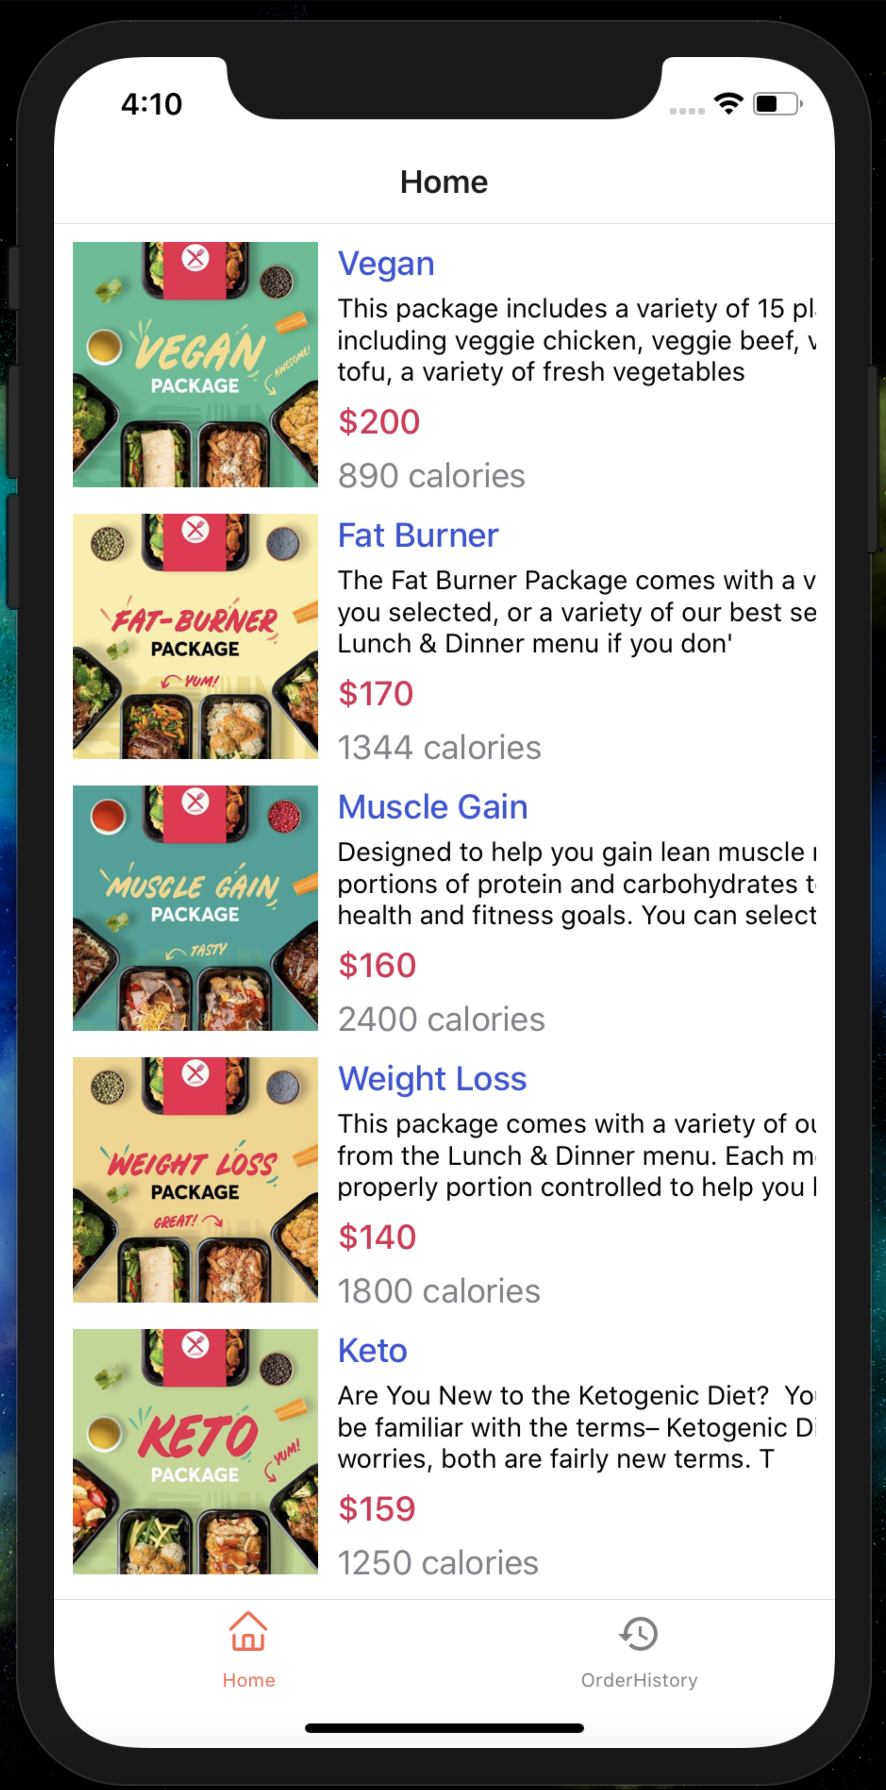 4:10
Home
VEGAN
PACKAGE
AWESOME!
Vegan
This package includes a variety of 15
including veggie chicken, veggie beef,
tofu, a variety of fresh vegetables
$200
890 calories
FAT-BURNER
PACKAGE
YUM!
Fat Burner
The Fat Burner Package comes with a v
you selected, or a variety of our best se
Lunch & Dinner menu if you don'
$170
1344 calories
MUSCLE GAIN
PACKAGE
TASTY
Muscle Gain
Designed to help you gain lean muscle
portions of protein and carbohydrates
health and fitness goals. You can select
$160
2400 calories
WEIGHT LOSS
PACKAGE
GREAT!
Weight Loss
This package comes with a variety of ou
from the Lunch & Dinner menu. Each
properly portion controlled to help you
$140
1800 calories
KETO
PACKAGE
YUM!
Keto
Are You New to the Ketogenic Diet? You
be familiar with the terms– Ketogenic Di
worries, both are fairly new terms. T
$159
1250 calories
Home
OrderHistory